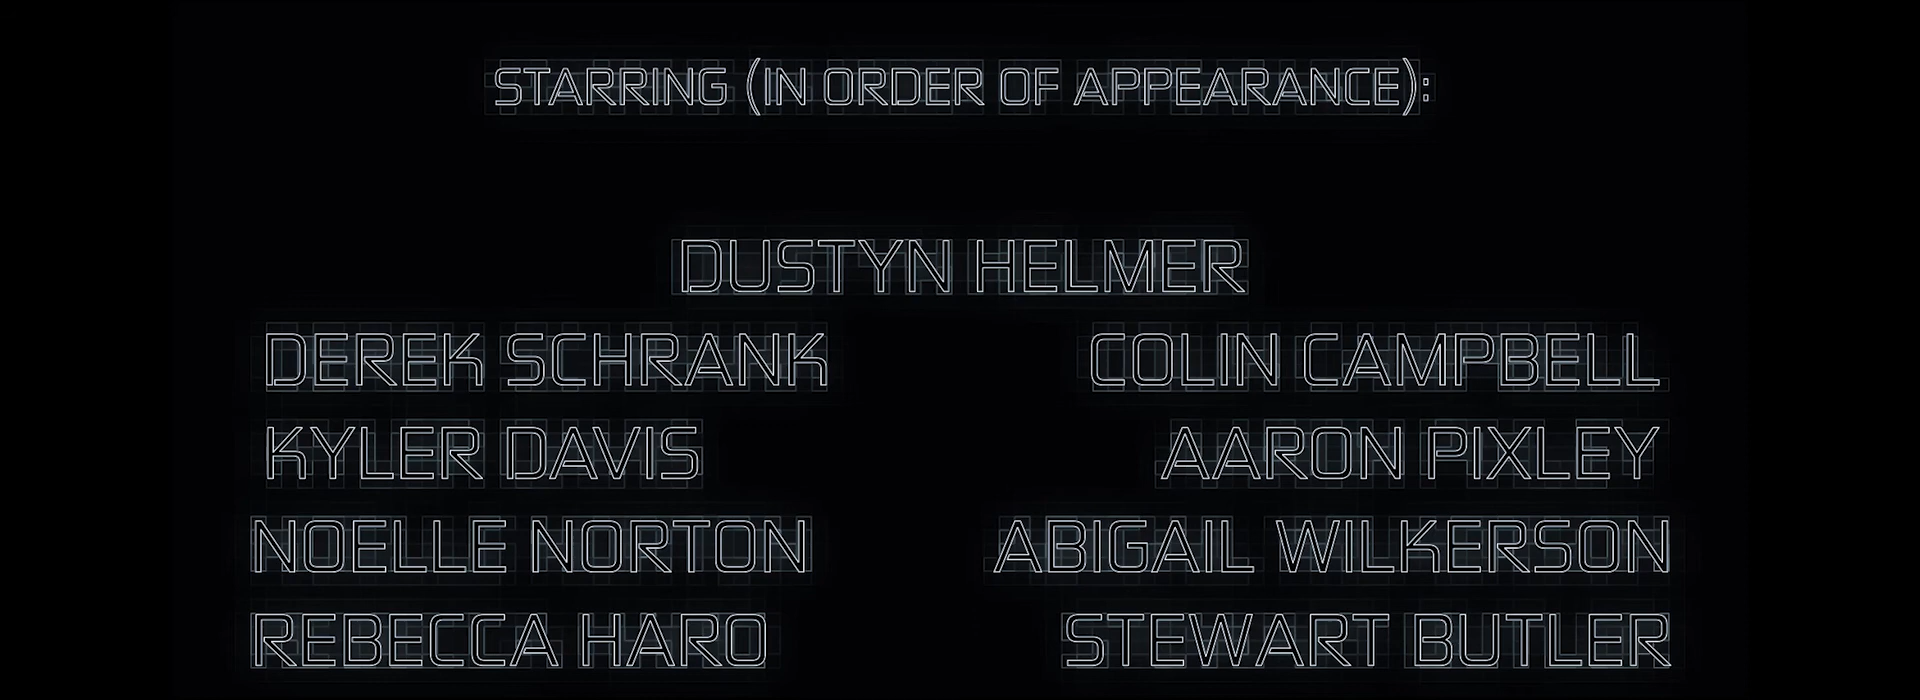 STARRING (IN ORDER OF APPEARANCE):
DUSTYN HELMER
DEREK SCHRANK COLIN CAMPBELL
KYLER DAVIS AARON PIXLEY
NOELLE NORTON ABIGAIL WILKERSON
REBECCA HARO STEWART BUTLER